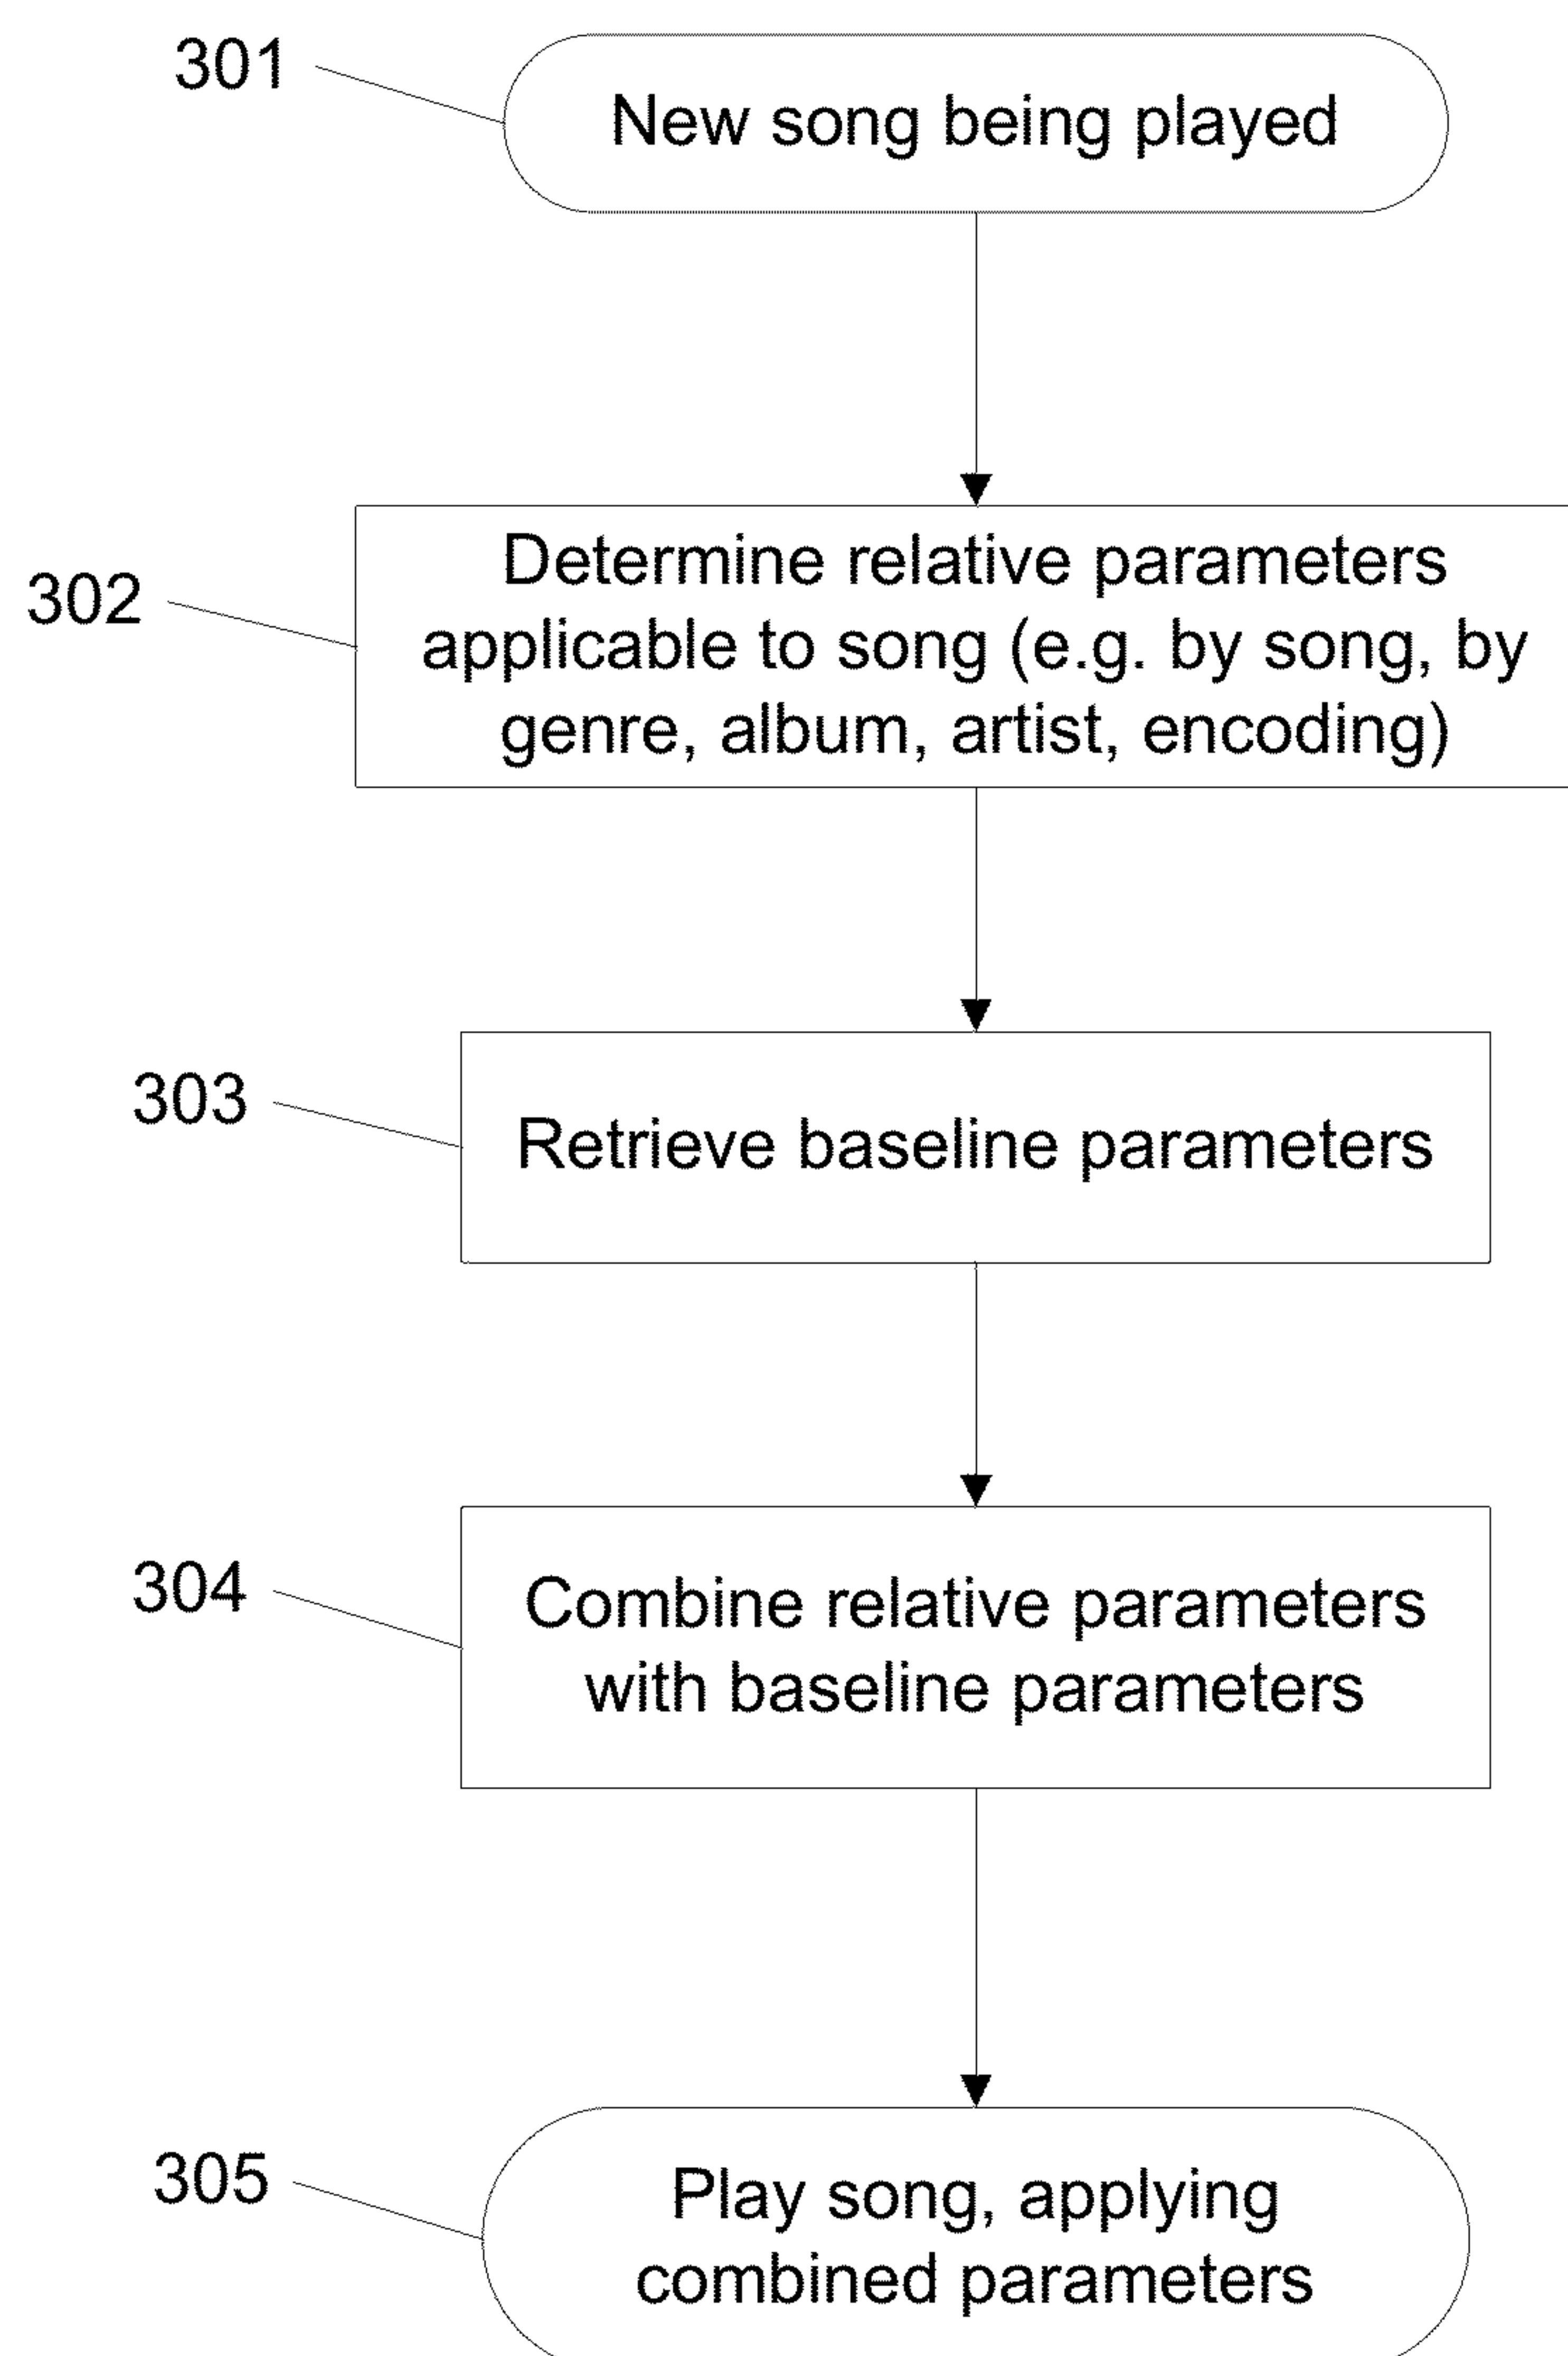 301
New song being played
302
Determine relative parameters
applicable to song (e.g. by song, by
genre, album, artist, encoding)
303
Retrieve baseline parameters
304
Combine relative parameters
with baseline parameters
305
Play song, applying
combined parameters